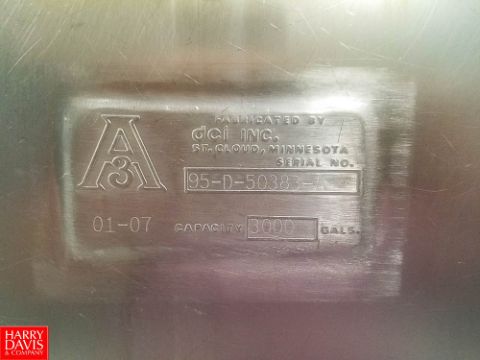 FABRICATED BY
dci INC.
ST. CLOUD, MINNESOTA
SERIAL NO.
95-D-50383-A
A
3
01-07 CAPACITY 3000 GALS.
HARRY
DAVIS
& COMPANY